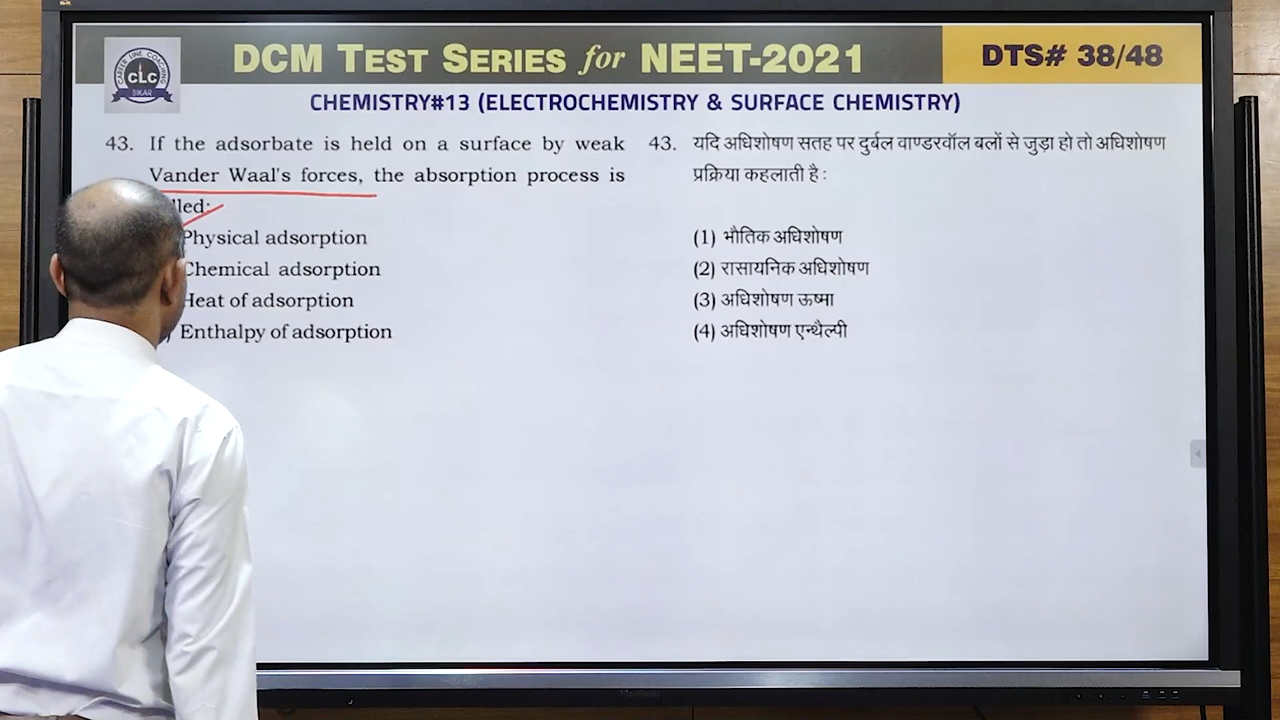 DCM TEST SERIES for NEET-2021
DTS# 38/48
CLC
SIKAR
CHEMISTRY#13 (ELECTROCHEMISTRY & SURFACE CHEMISTRY)
43. If the adsorbate is held on a surface by weak
Vander Waal's forces, the absorption process is
lled:
Physical adsorption
Chemical adsorption
Heat of adsorption
) Enthalpy of adsorption
43. यदि अधिशोषण सतह पर दुर्बल वाण्डरवॉल बलों से जुड़ा हो तो अधिशोषण
प्रक्रिया कहलाती है :
(1) भौतिक अधिशोषण
(2) रासायनिक अधिशोषण
(3) अधिशोषण ऊष्मा
(4) अधिशोषण एन्थैल्पी